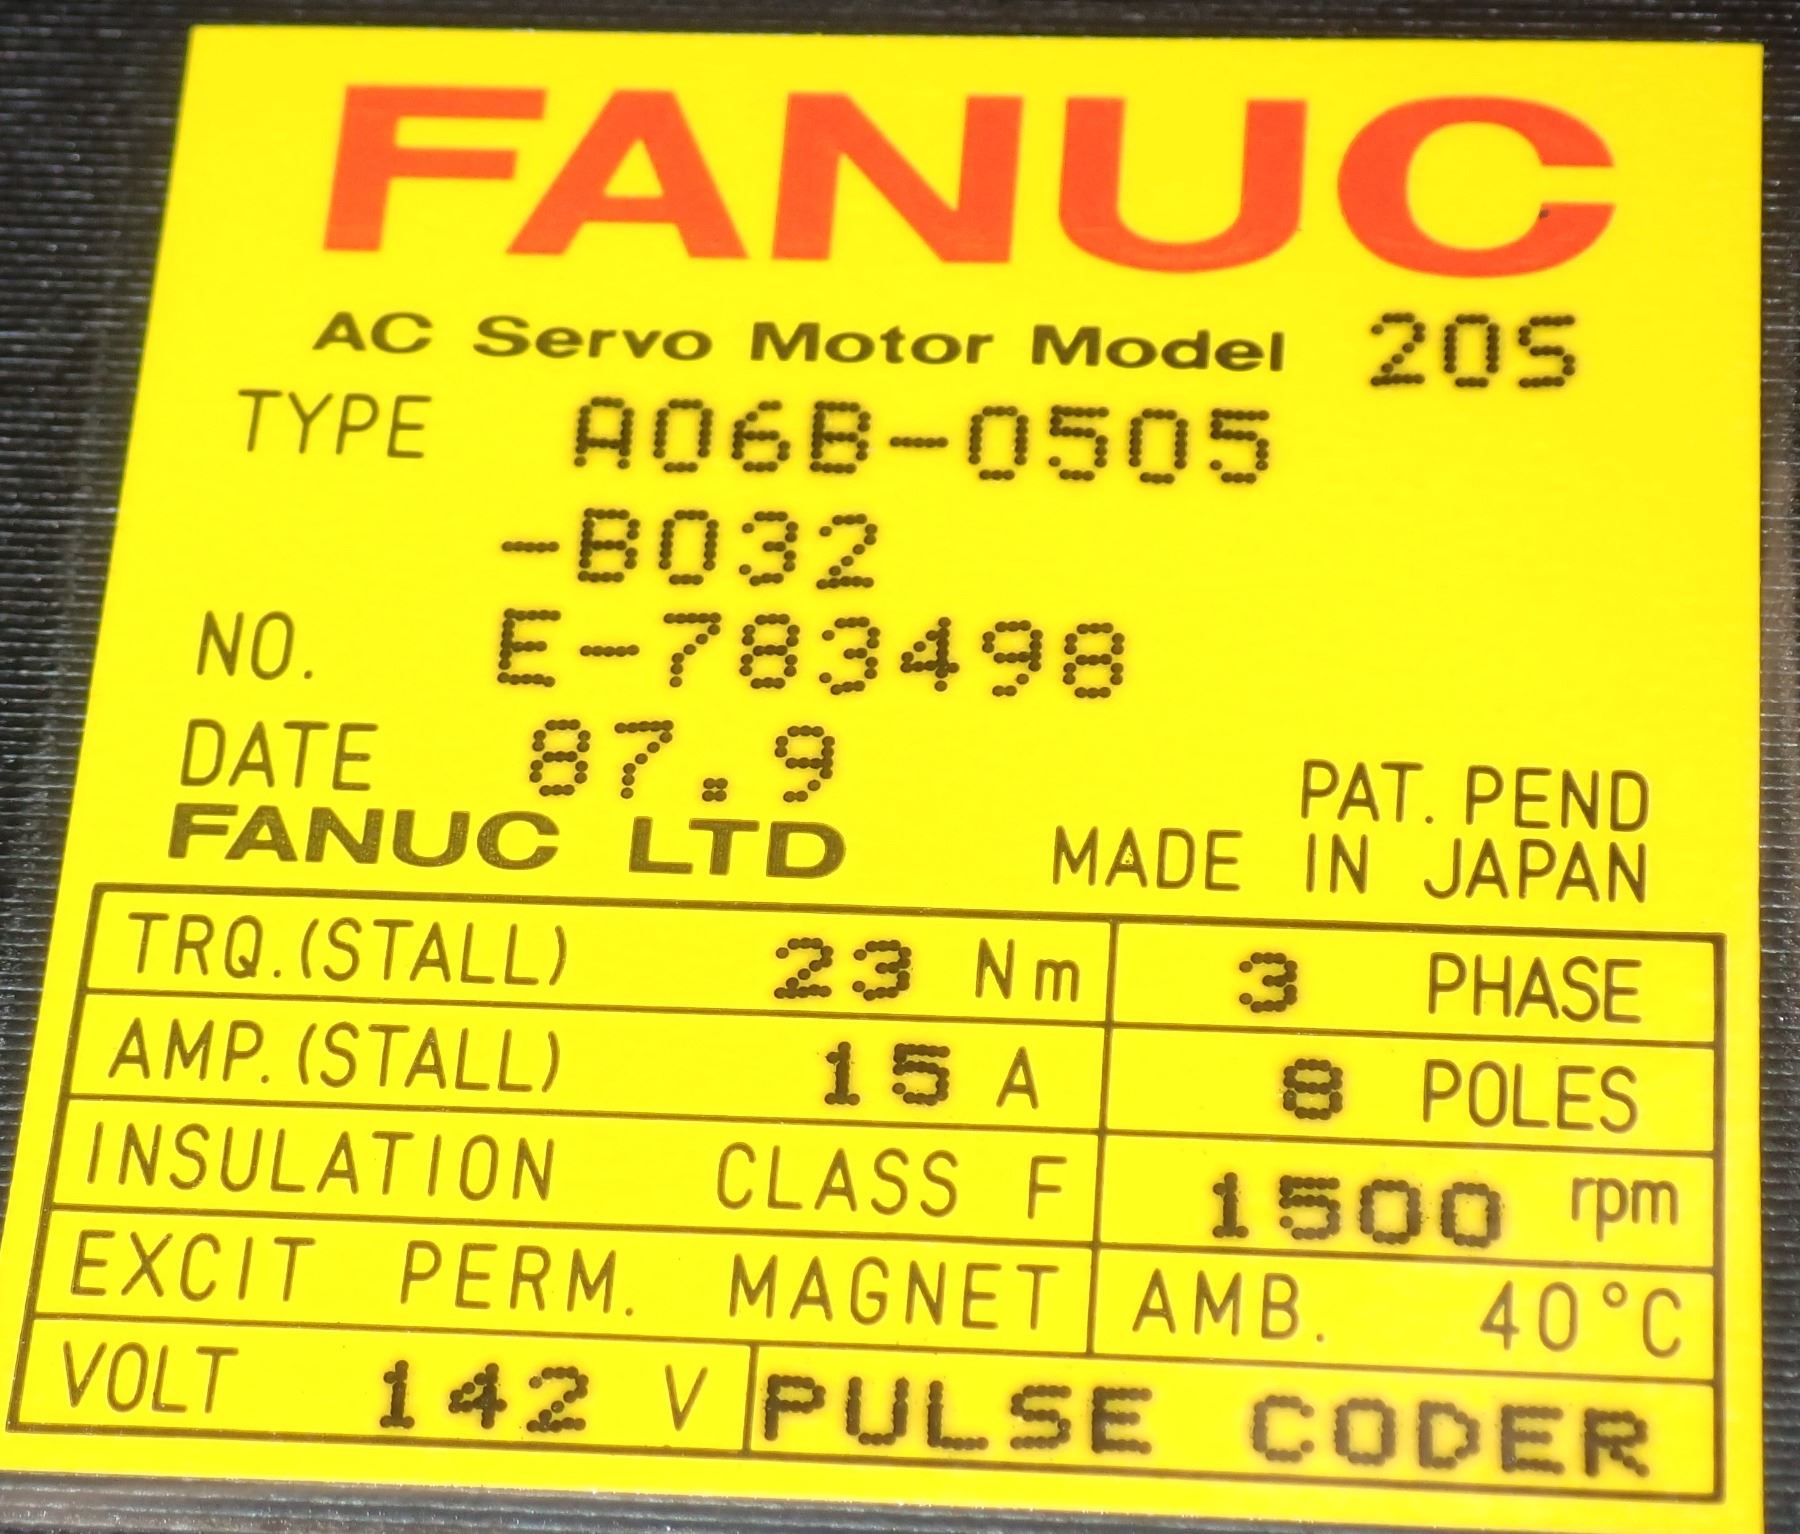 FANUC
AC Servo Motor Model 20S
TYPE A06B-0505
-B032
NO. E-783498
DATE 87.9
PAT. PEND
FANUC LTD MADE IN JAPAN
TRQ.(STALL) 23 Nm 3 PHASE
AMP.(STALL) 15 A 8 POLES
INSULATION CLASS F 1500 rpm
EXCIT PERM. MAGNET AMB. 40°C
VOLT 142 V PULSE CODER